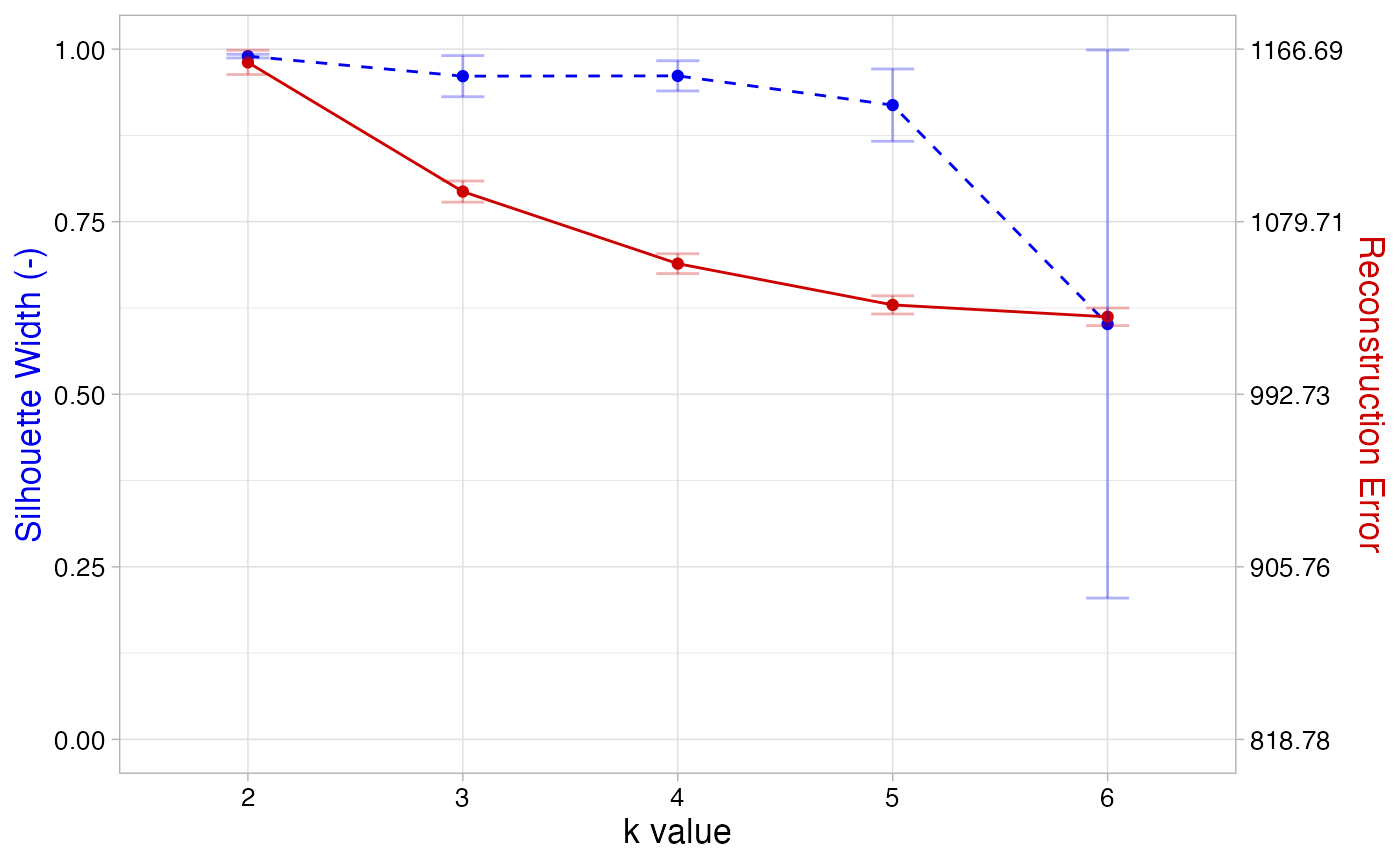 Silhouette Width (-)
1.00
0.75
0.50
0.25
0.00
1166.69
1079.71
992.73
905.76
818.78
Reconstruction Error
2 3 4 5 6
k value